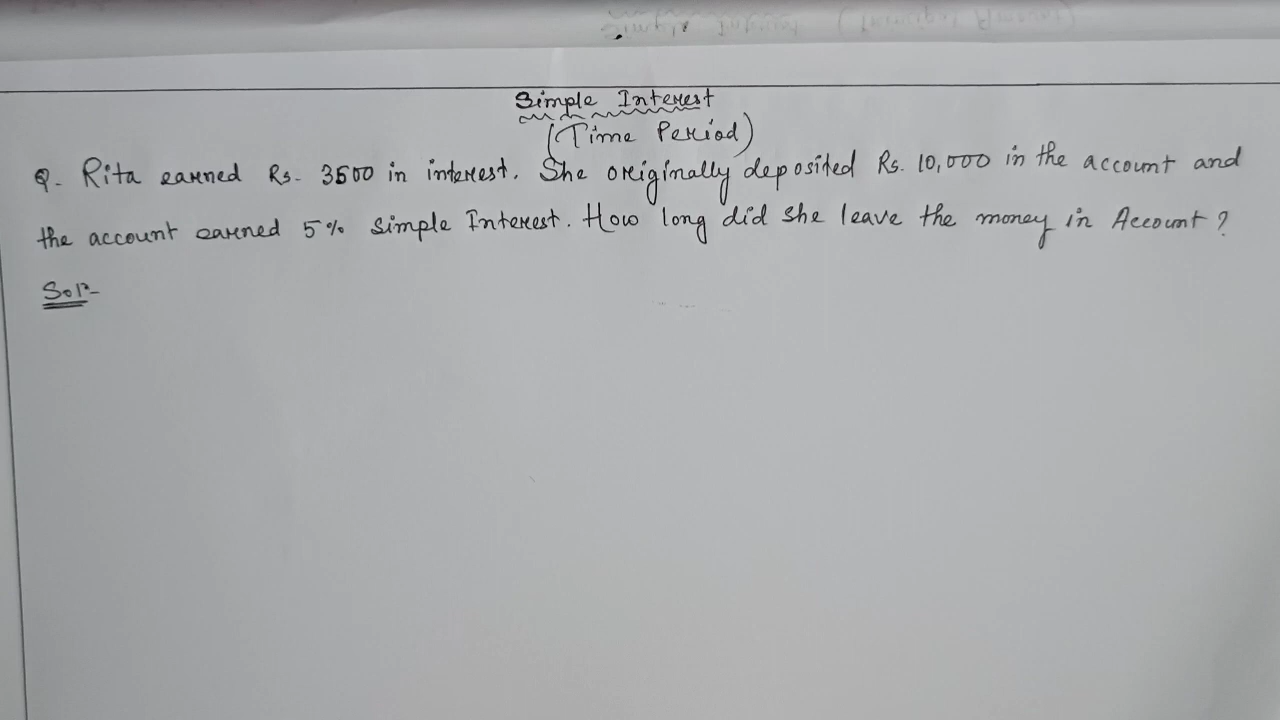 Simple Interest
(Time Period)
Q. Rita earned Rs. 3500 in interest. She originally deposited Rs. 10,000 in the account and
the account earned 5% Simple Interest. How long did she leave the money in Account?
Solⁿ-